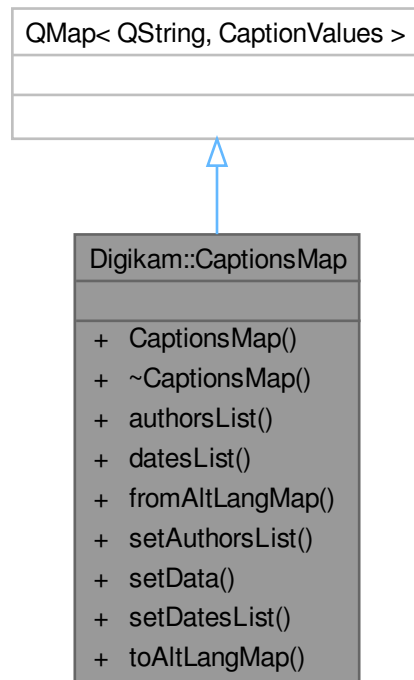 QMap< QString, CaptionValues >
Digikam::CaptionsMap
+ CaptionsMap()
+ ~CaptionsMap()
+ authorsList()
+ datesList()
+ fromAltLangMap()
+ setAuthorsList()
+ setData()
+ setDatesList()
+ toAltLangMap()